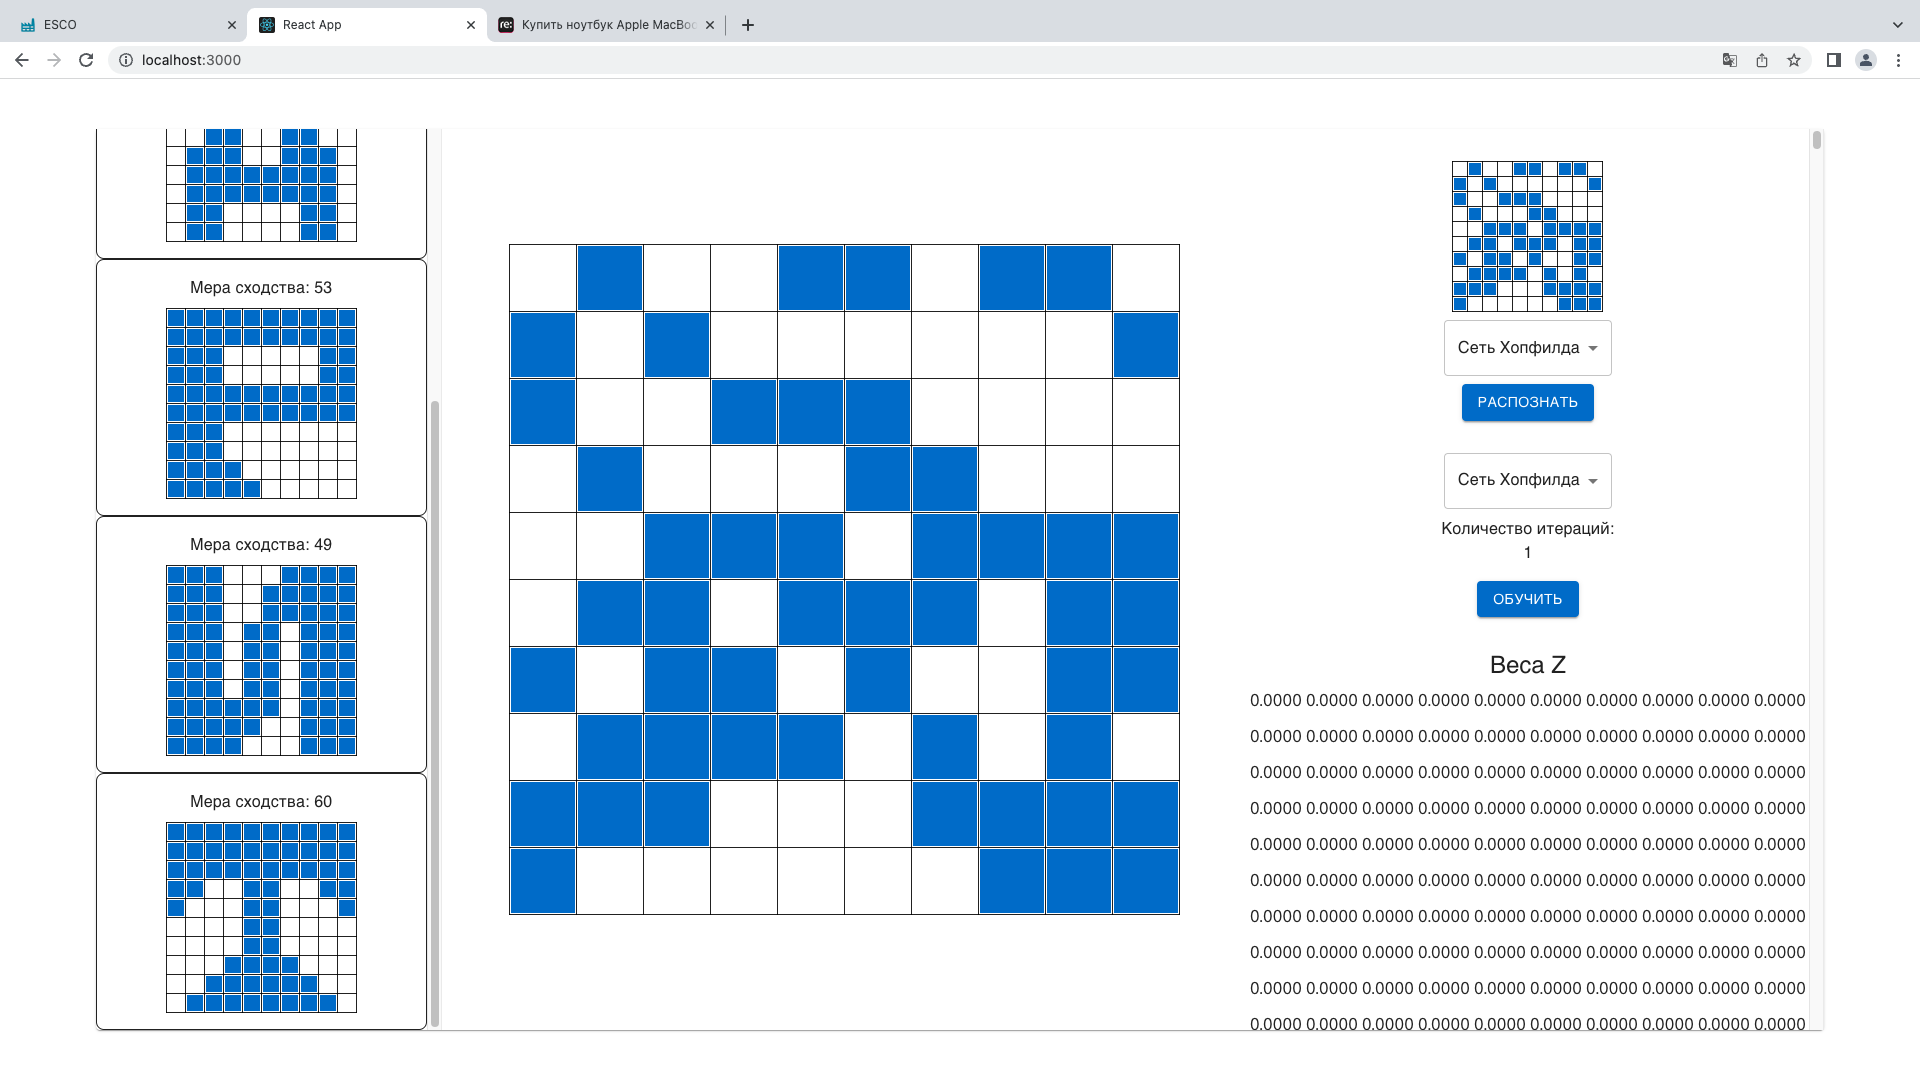 ESCO
React App
Купить ноутбук Apple MacBo
localhost:3000
Мера сходства: 53
Мера сходства: 49
Мера сходства: 60
Сеть Хопфилда
РАСПОЗНАТЬ
Сеть Хопфилда
Количество итераций:
1
ОБУЧИТЬ
Веса Z
0.0000 0.0000 0.0000 0.0000 0.0000 0.0000 0.0000 0.0000 0.0000 0.0000
0.0000 0.0000 0.0000 0.0000 0.0000 0.0000 0.0000 0.0000 0.0000 0.0000
0.0000 0.0000 0.0000 0.0000 0.0000 0.0000 0.0000 0.0000 0.0000 0.0000
0.0000 0.0000 0.0000 0.0000 0.0000 0.0000 0.0000 0.0000 0.0000 0.0000
0.0000 0.0000 0.0000 0.0000 0.0000 0.0000 0.0000 0.0000 0.0000 0.0000
0.0000 0.0000 0.0000 0.0000 0.0000 0.0000 0.0000 0.0000 0.0000 0.0000
0.0000 0.0000 0.0000 0.0000 0.0000 0.0000 0.0000 0.0000 0.0000 0.0000
0.0000 0.0000 0.0000 0.0000 0.0000 0.0000 0.0000 0.0000 0.0000 0.0000
0.0000 0.0000 0.0000 0.0000 0.0000 0.0000 0.0000 0.0000 0.0000 0.0000
0.0000 0.0000 0.0000 0.0000 0.0000 0.0000 0.0000 0.0000 0.0000 0.0000